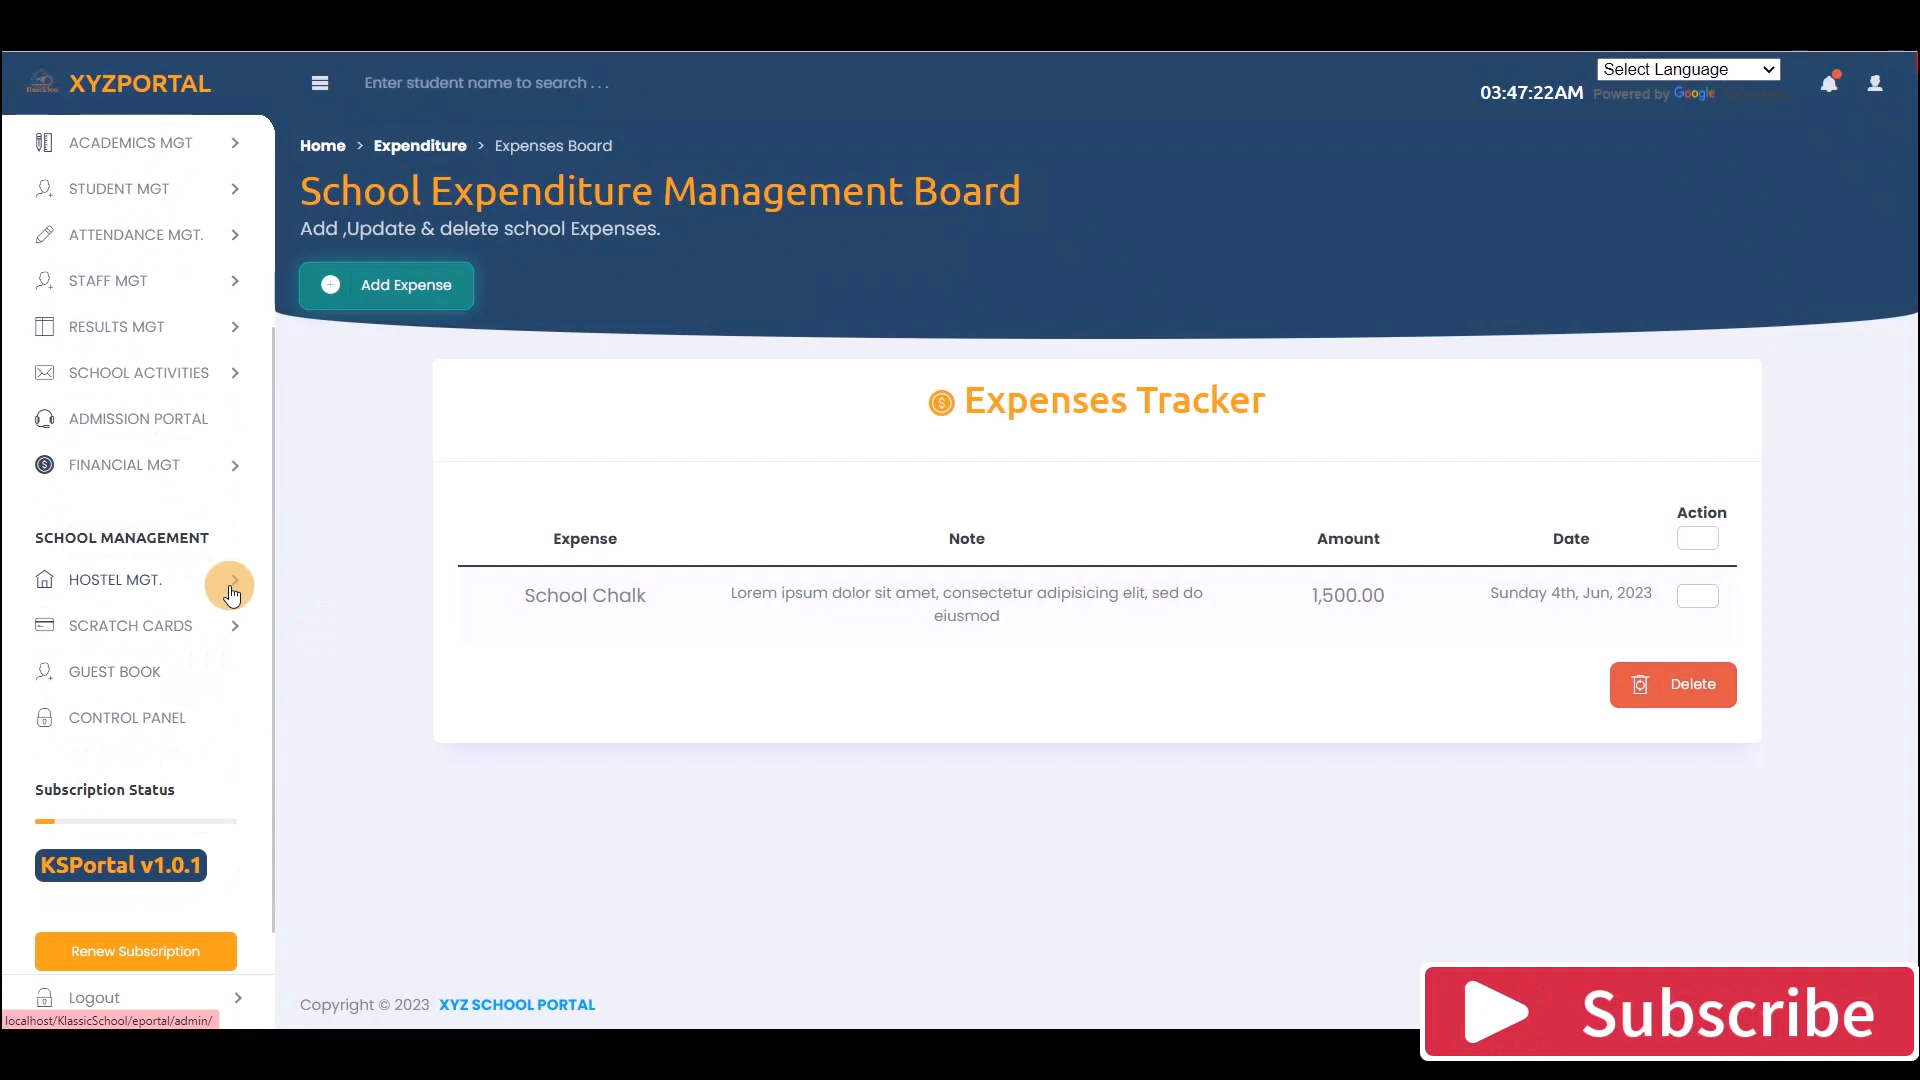 XYZPORTAL
Enter student name to search . . .
03:47:22AM
Select Language
Powered by Google
ACADEMICS MGT
STUDENT MGT
ATTENDANCE MGT.
STAFF MGT
RESULTS MGT
SCHOOL ACTIVITIES
ADMISSION PORTAL
FINANCIAL MGT
SCHOOL MANAGEMENT
HOSTEL MGT.
SCRATCH CARDS
GUEST BOOK
CONTROL PANEL
Subscription Status
KSPortal v1.0.1
Renew Subscription
Logout
localhost/KlassicSchool/eportal/admin/
Home > Expenditure > Expenses Board
School Expenditure Management Board
Add ,Update & delete school Expenses.
Add Expense
Expenses Tracker
Expense Note Amount Date Action
School Chalk Lorem ipsum dolor sit amet, consectetur adipisicing elit, sed do 1,500.00 Sunday 4th, Jun, 2023
eiusmod
Delete
Copyright © 2023 XYZ SCHOOL PORTAL
Subscribe